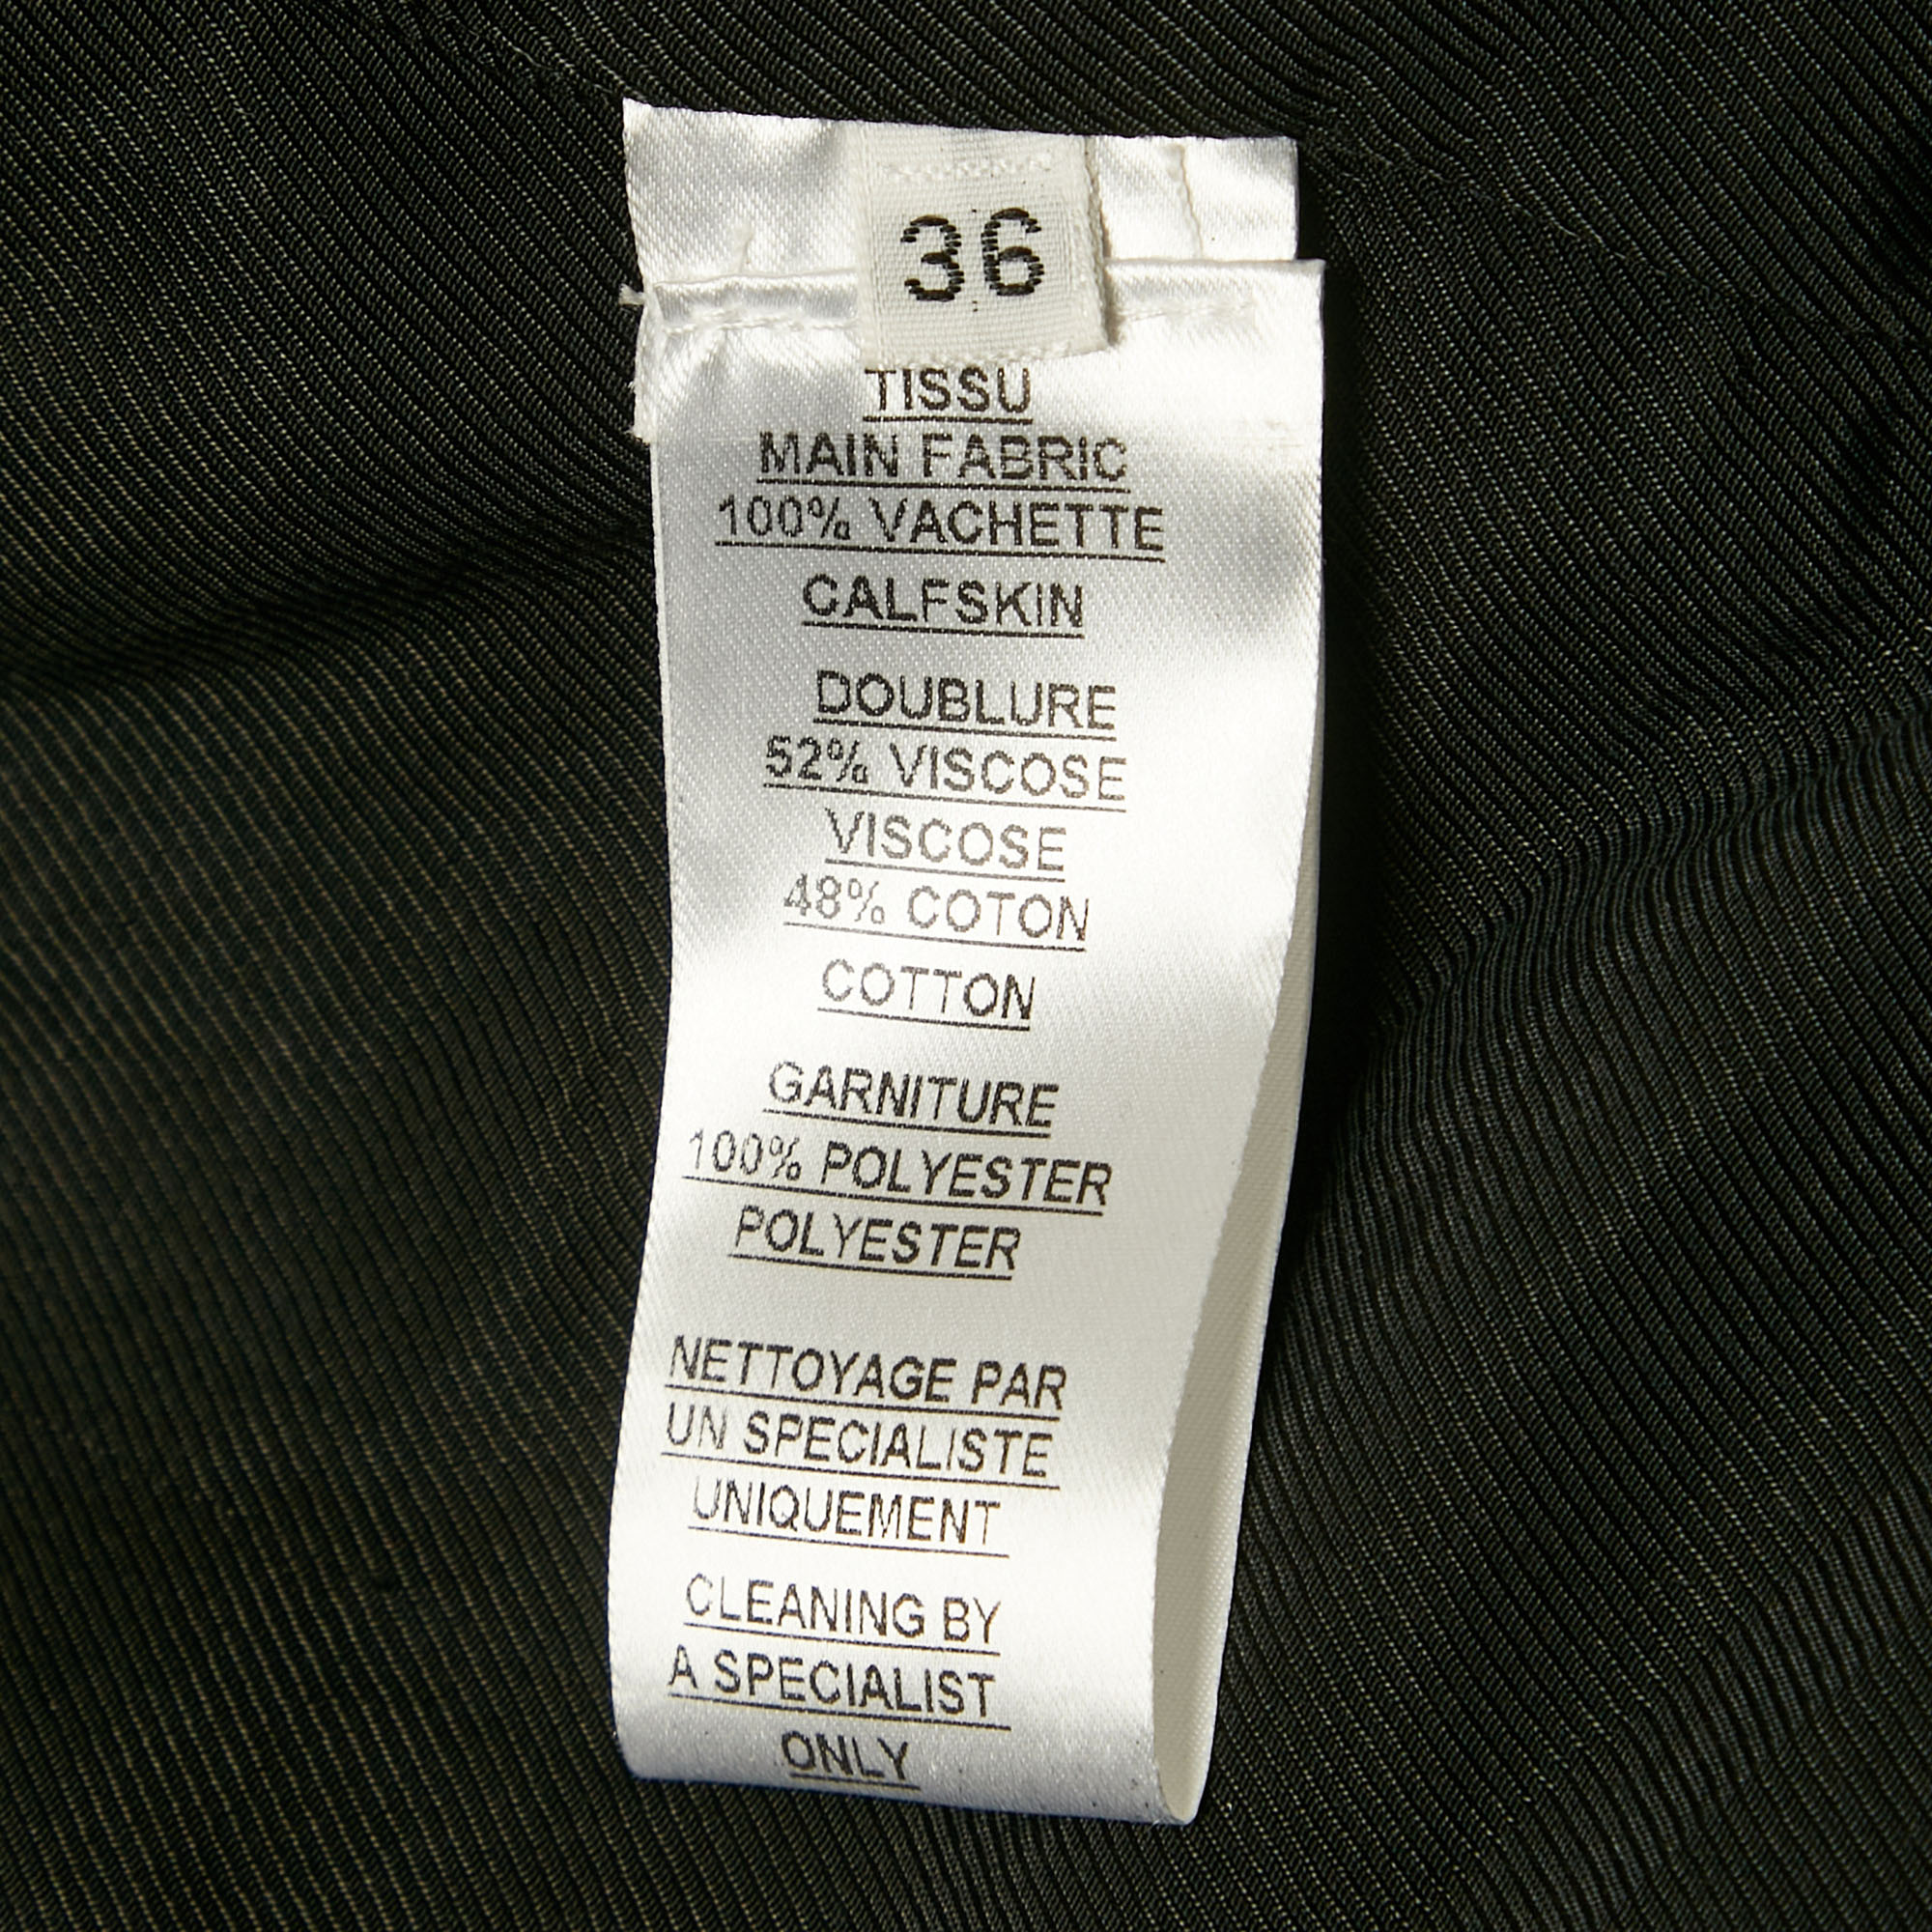 36
TISSU
MAIN FABRIC
100% VACHETTE
CALFSKIN
DOUBLURE
52% VISCOSE
VISCOSE
48% COTON
COTTON
GARNITURE
100% POLYESTER
POLYESTER
NETTOYAGE PAR
UN SPECIALISTE
UNIQUEMENT
CLEANING BY
A SPECIALIST
ONLY